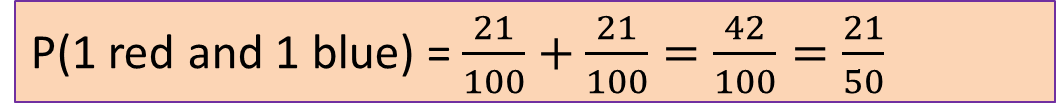 P(1 red and 1 blue) = 21/100 + 21/100 = 42/100 = 21/50